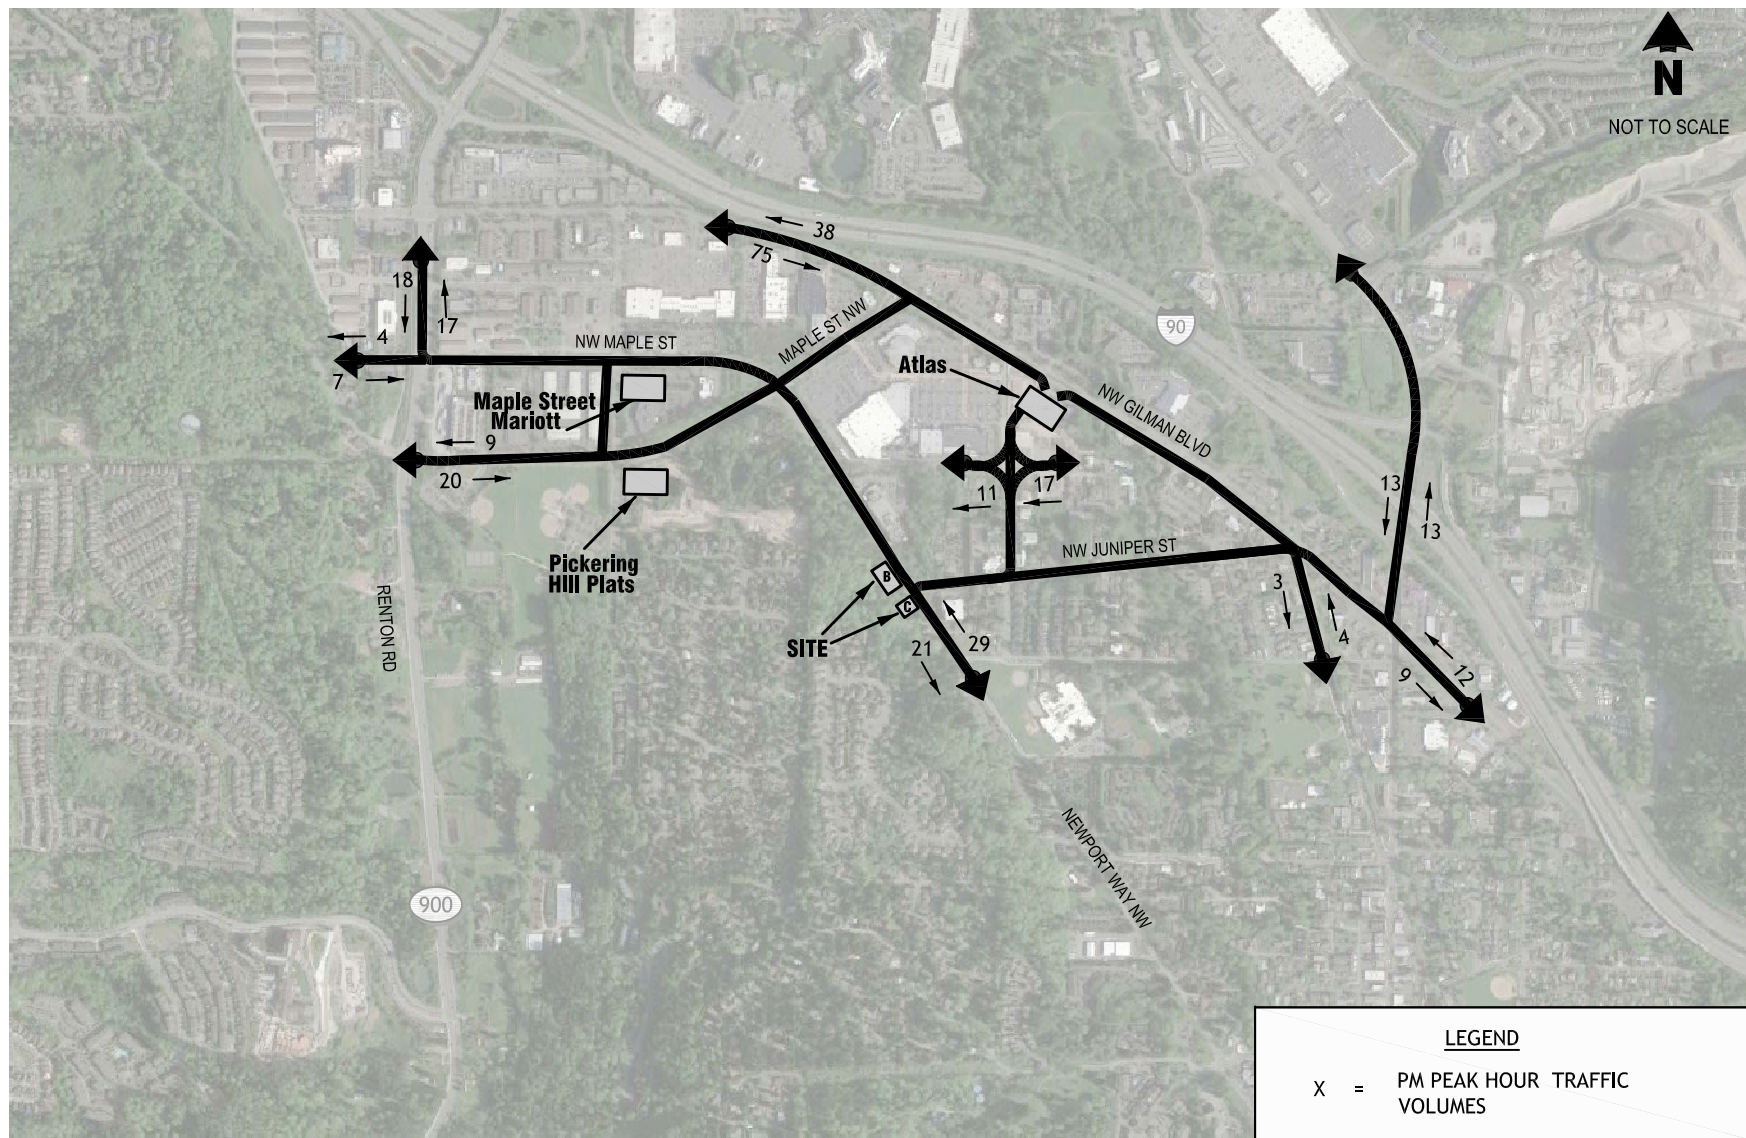 N
NOT TO SCALE
38
75
18
17
4
7
NW MAPLE ST
MAPLE ST NW
90
Atlas
Maple Street
Mariott
NW GILMAN BLVD
9
20
11
17
13
13
Pickering
Hill Plats
NW JUNIPER ST
B
C
SITE
21
29
3
4
9
12
RENTON RD
NEWPORT WAY NW
900
LEGEND
X = PM PEAK HOUR TRAFFIC
VOLUMES